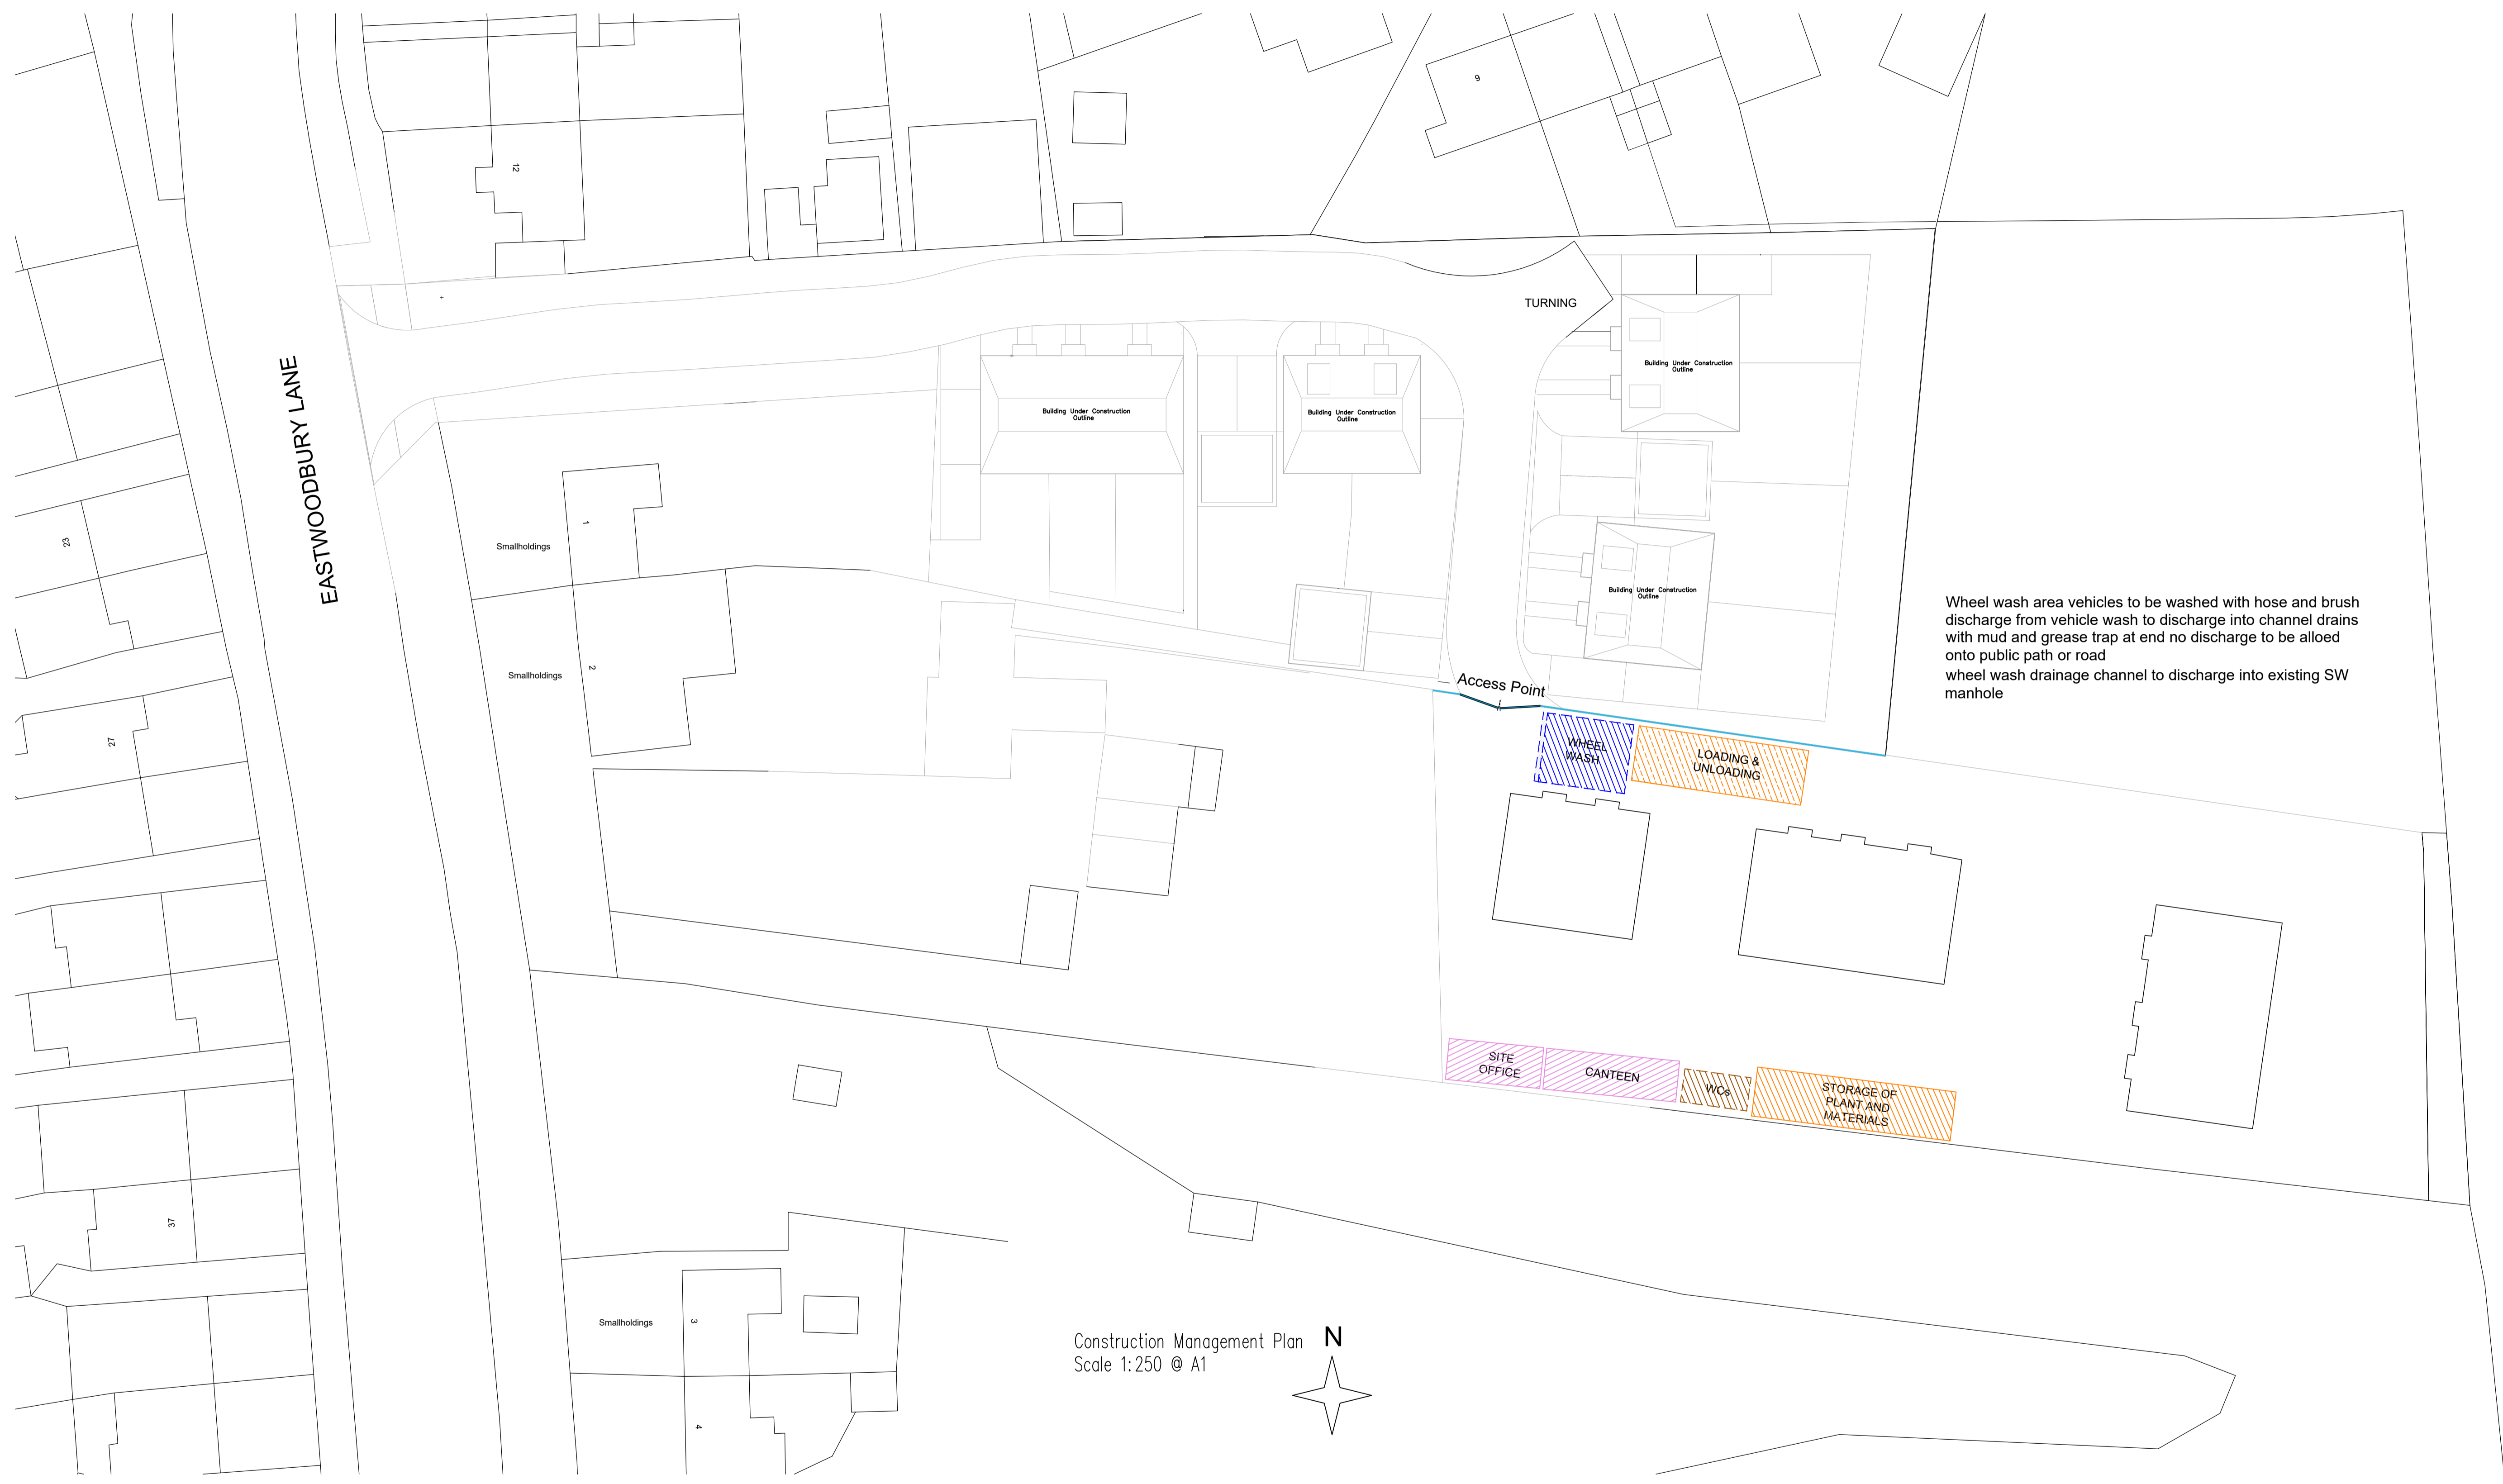 9
12
TURNING
Building Under Construction
Outline
Building Under Construction
Outline
Building Under Construction
Outline
EASTWOODBURY LANE
1
Smallholdings
23
Building Under Construction
Outline
Wheel wash area vehicles to be washed with hose and brush
discharge from vehicle wash to discharge into channel drains
with mud and grease trap at end no discharge to be alloed
onto public path or road
wheel wash drainage channel to discharge into existing SW
manhole
2
Smallholdings
Access Point
27
WHEEL
WASH
LOADING &
UNLOADING
SITE
OFFICE
CANTEEN
WCs
STORAGE OF
PLANT AND
MATERIALS
37
Smallholdings
3
Construction Management Plan
Scale 1:250 @ A1
N
4